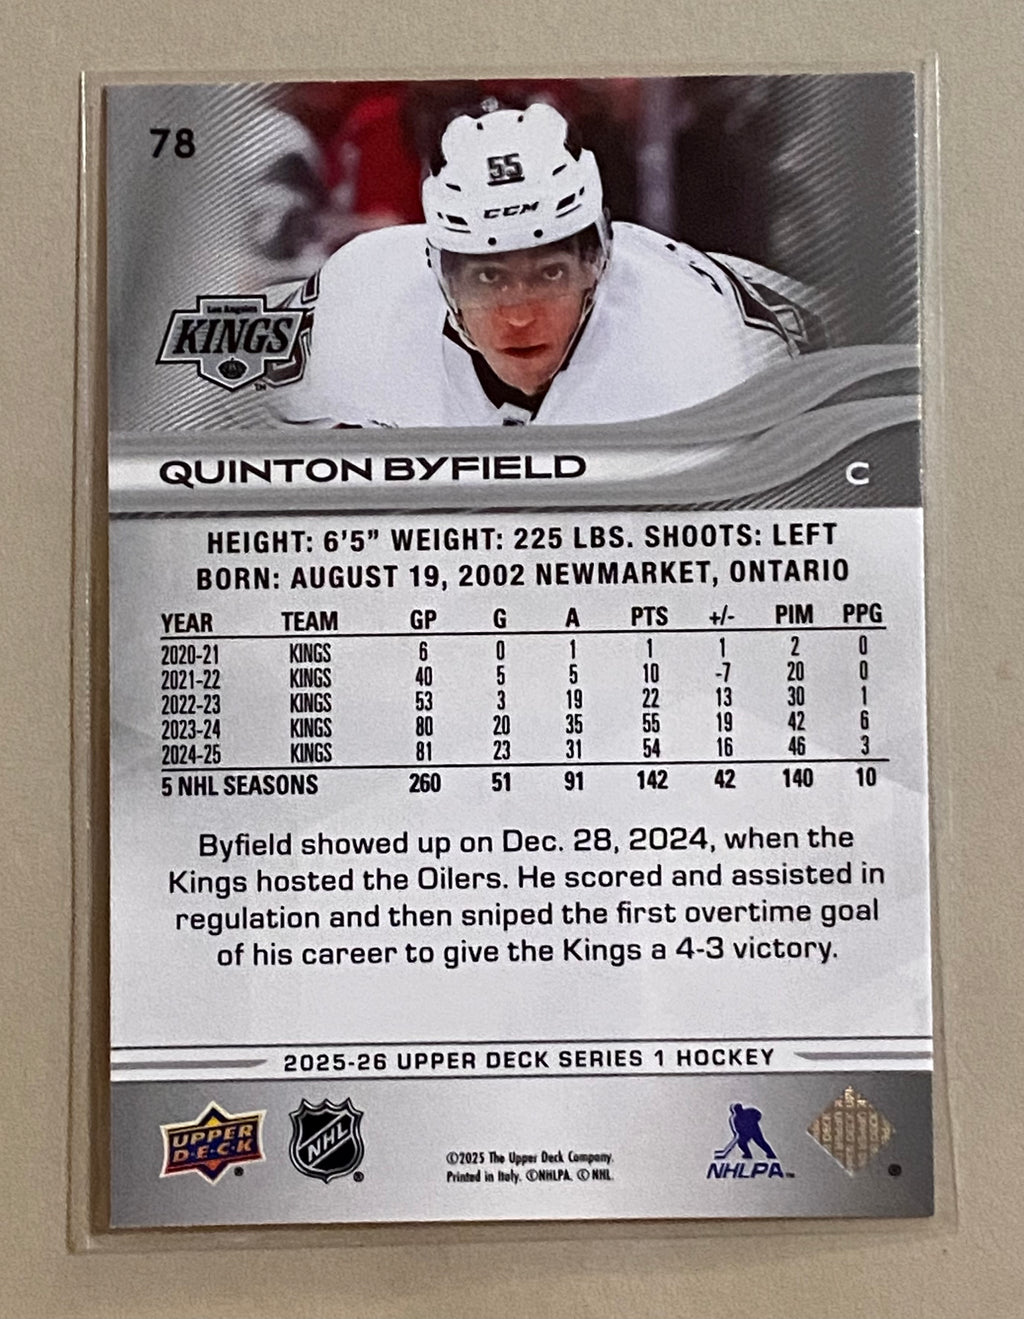 78
55
CCM
Los Angeles
KINGS
TM
QUINTON BYFIELD
C
HEIGHT: 6'5" WEIGHT: 225 LBS. SHOOTS: LEFT
BORN: AUGUST 19, 2002 NEWMARKET, ONTARIO
YEAR TEAM GP G A PTS +/- PIM PPG
2020-21 KINGS 6 0 1 1 1 2 0
2021-22 KINGS 40 5 5 10 -7 20 0
2022-23 KINGS 53 3 19 22 13 30 1
2023-24 KINGS 80 20 35 55 19 42 6
2024-25 KINGS 81 23 31 54 16 46 3
5 NHL SEASONS 260 51 91 142 42 140 10
Byfield showed up on Dec. 28, 2024, when the
Kings hosted the Oilers. He scored and assisted in
regulation and then sniped the first overtime goal
of his career to give the Kings a 4-3 victory.
2025-26 UPPER DECK SERIES 1 HOCKEY
UPPER
D·E·C·K ®
NHL ®
©2025 The Upper Deck Company.
Printed in Italy. ©NHLPA. © NHL.
NHLPA™
®